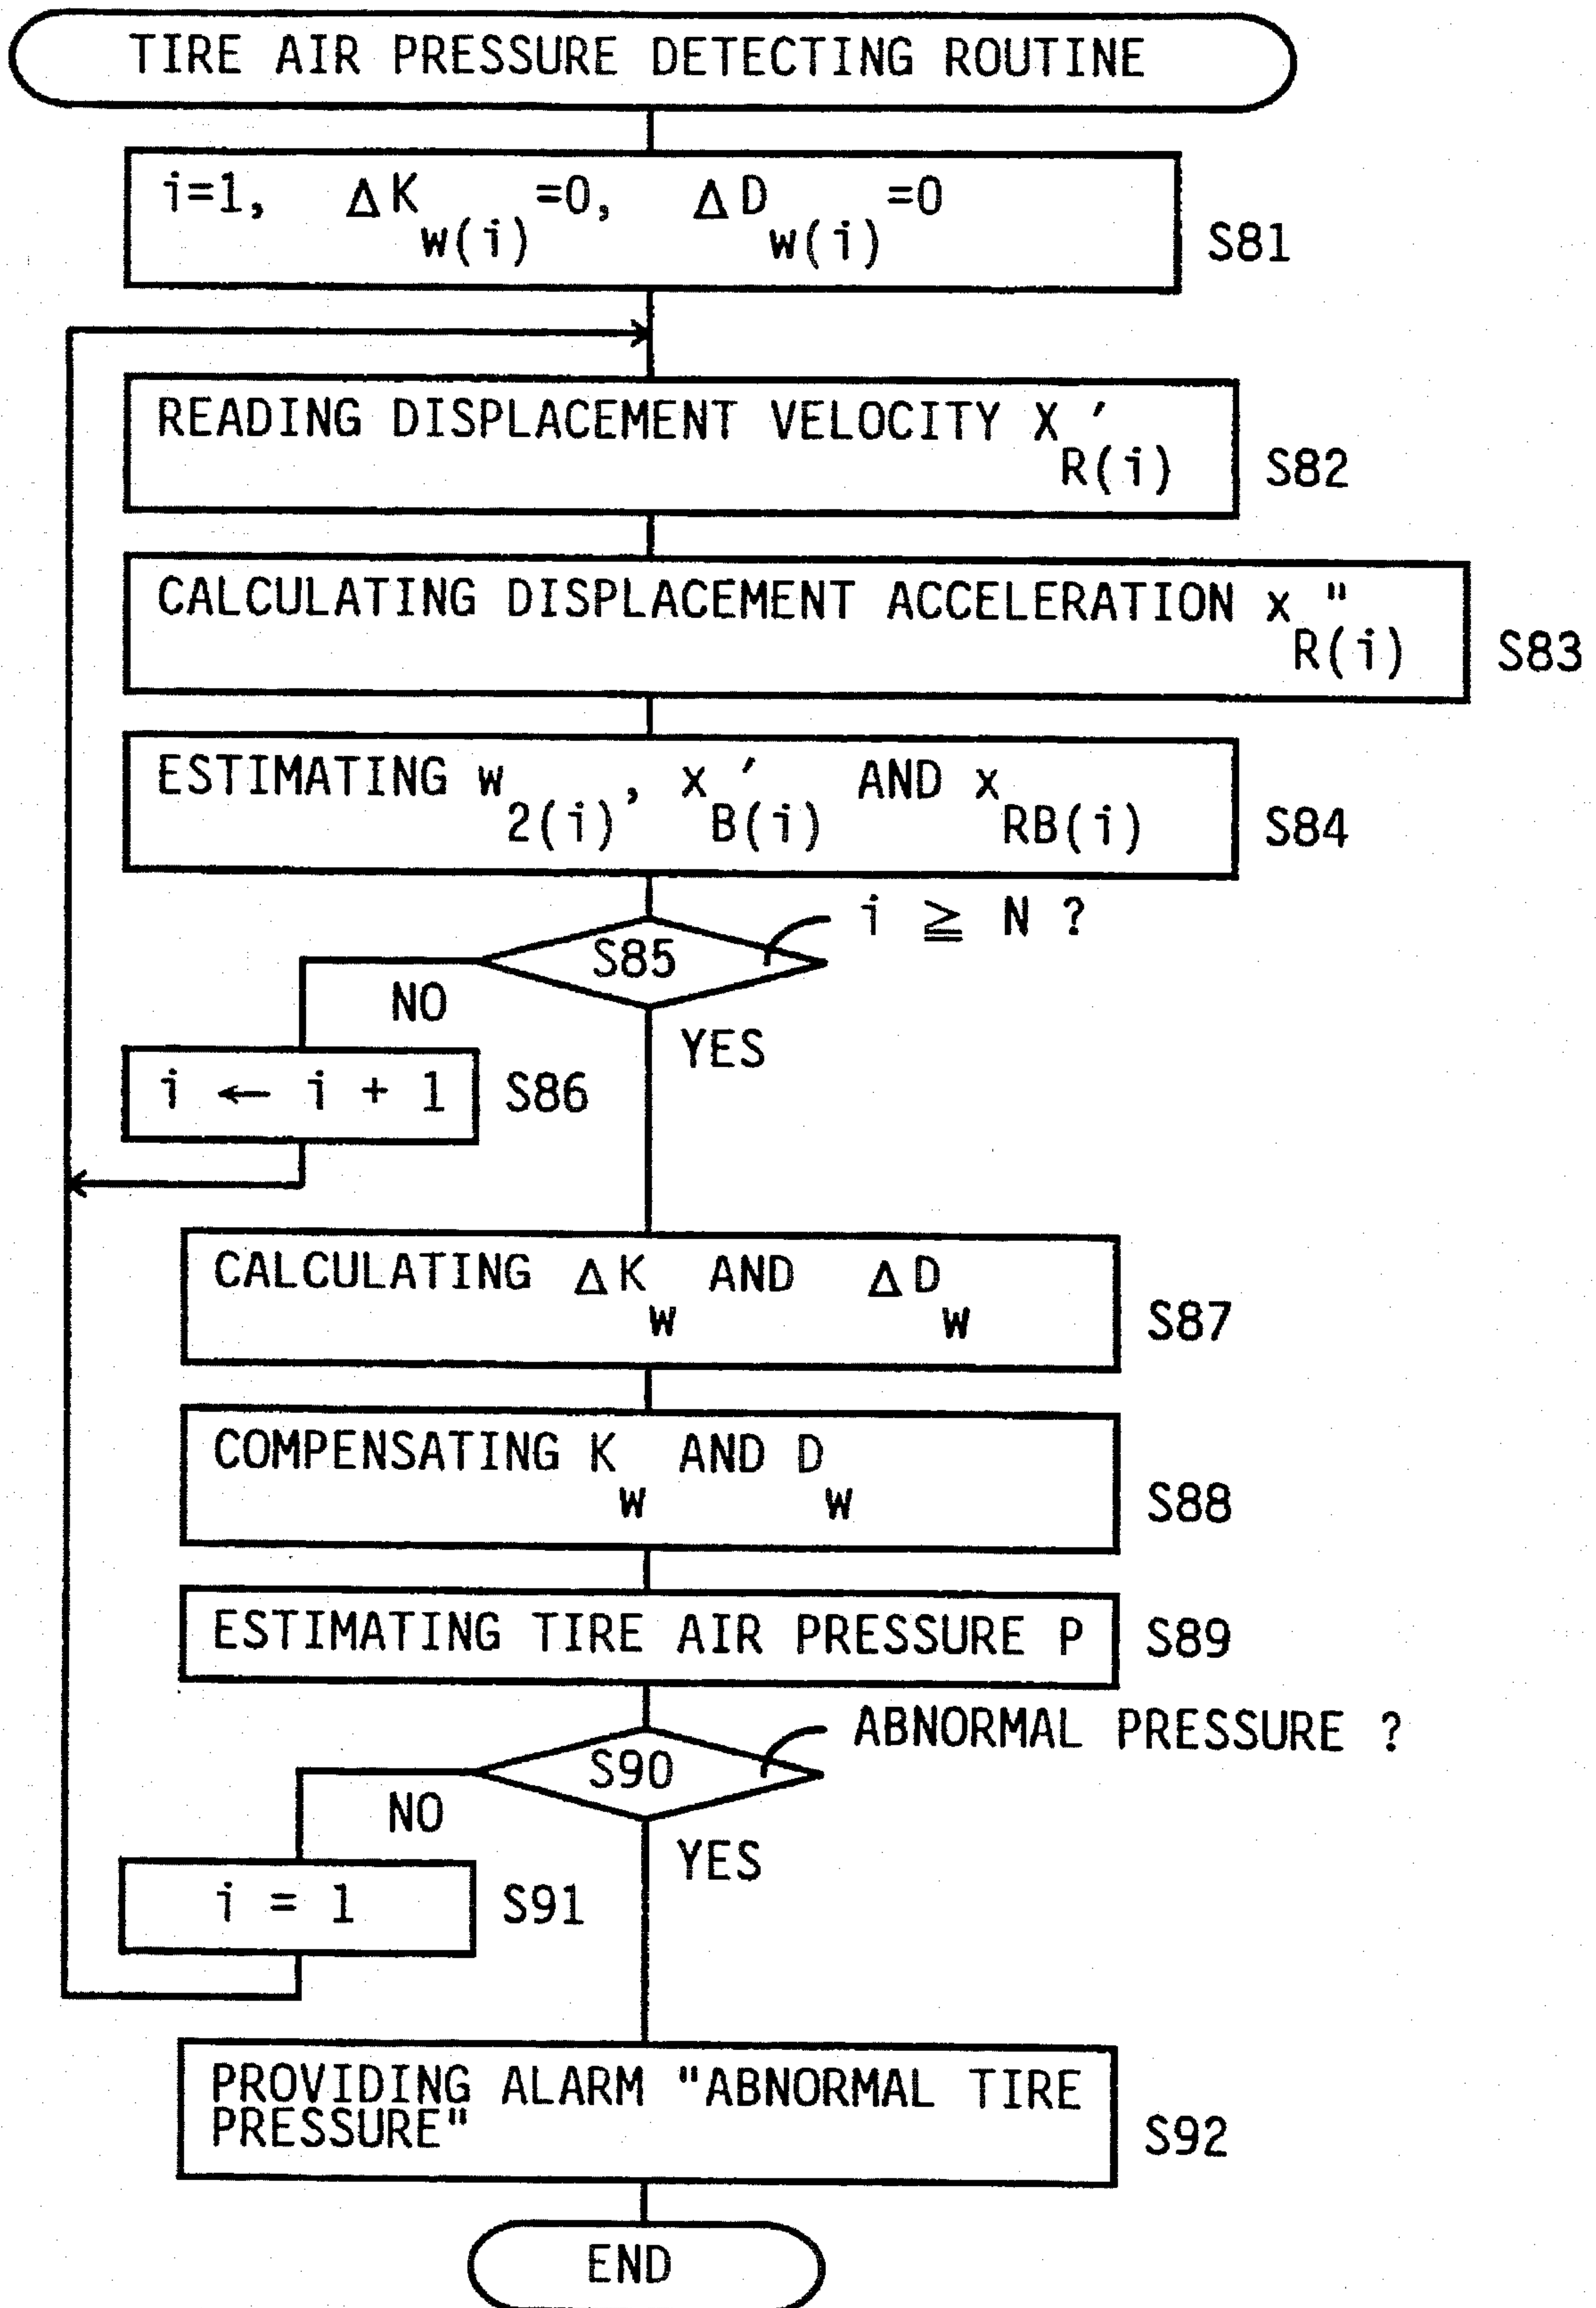 TIRE AIR PRESSURE DETECTING ROUTINE
i=1, ΔK w(i) =0, ΔD w(i) =0
S81
READING DISPLACEMENT VELOCITY X ′ R(i)
S82
CALCULATING DISPLACEMENT ACCELERATION x " R(i)
S83
ESTIMATING w 2(i), x ′ B(i) AND x RB(i)
S84
i ≧ N ?
S85
NO
YES
i ← i + 1
S86
CALCULATING ΔK w AND ΔD w
S87
COMPENSATING K w AND D w
S88
ESTIMATING TIRE AIR PRESSURE P
S89
ABNORMAL PRESSURE ?
S90
NO
YES
i = 1
S91
PROVIDING ALARM "ABNORMAL TIRE
PRESSURE"
S92
END